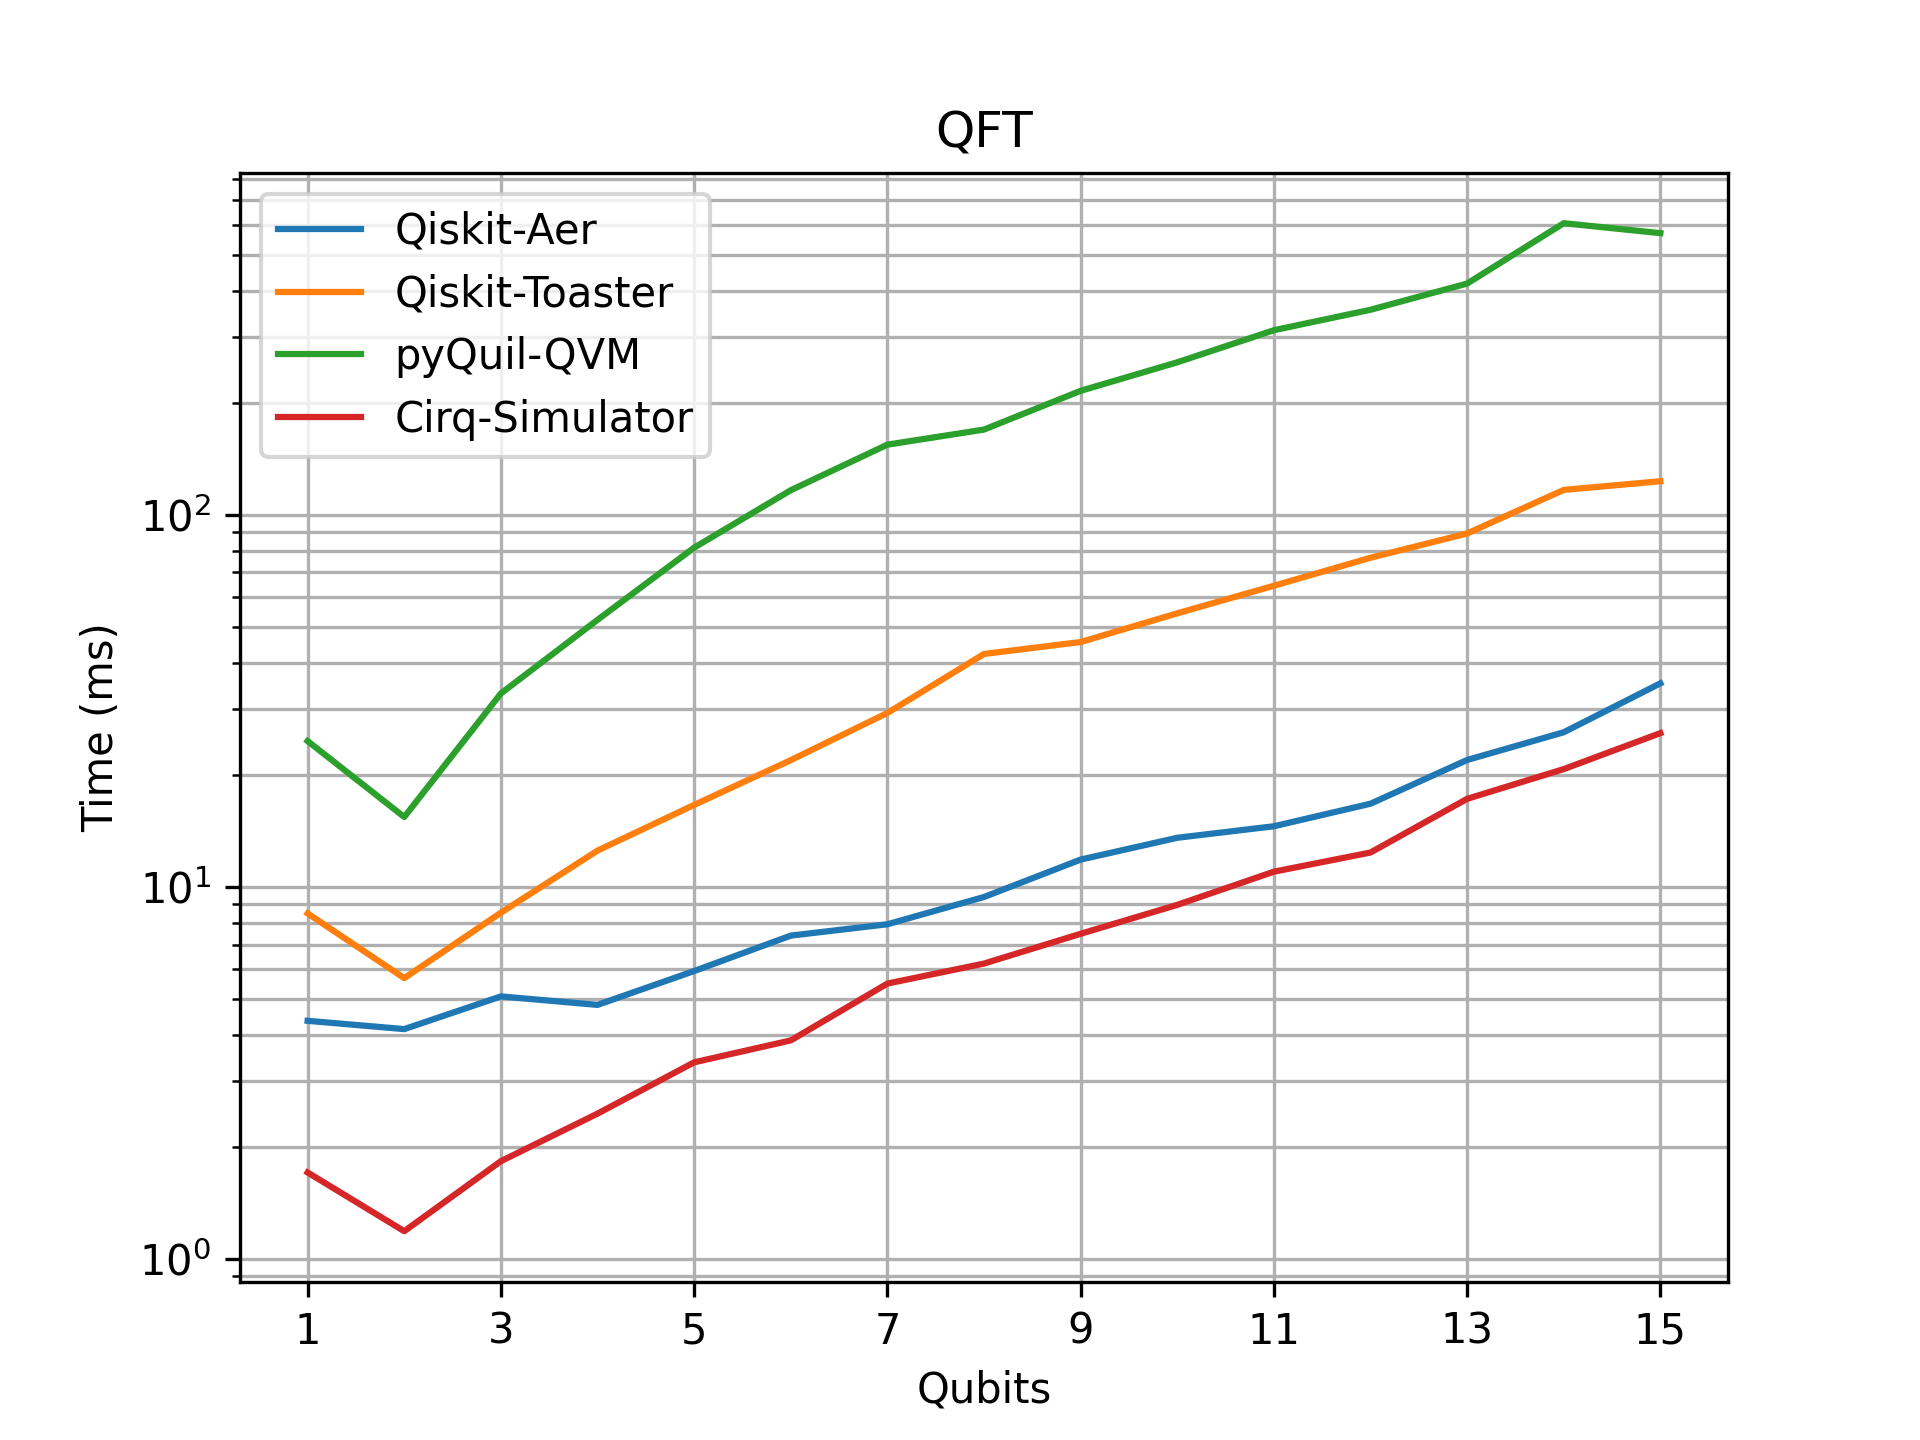 QFT
Qiskit-Aer
Qiskit-Toaster
pyQuil-QVM
Cirq-Simulator
10²
10¹
10⁰
Time (ms)
1 3 5 7 9 11 13 15
Qubits